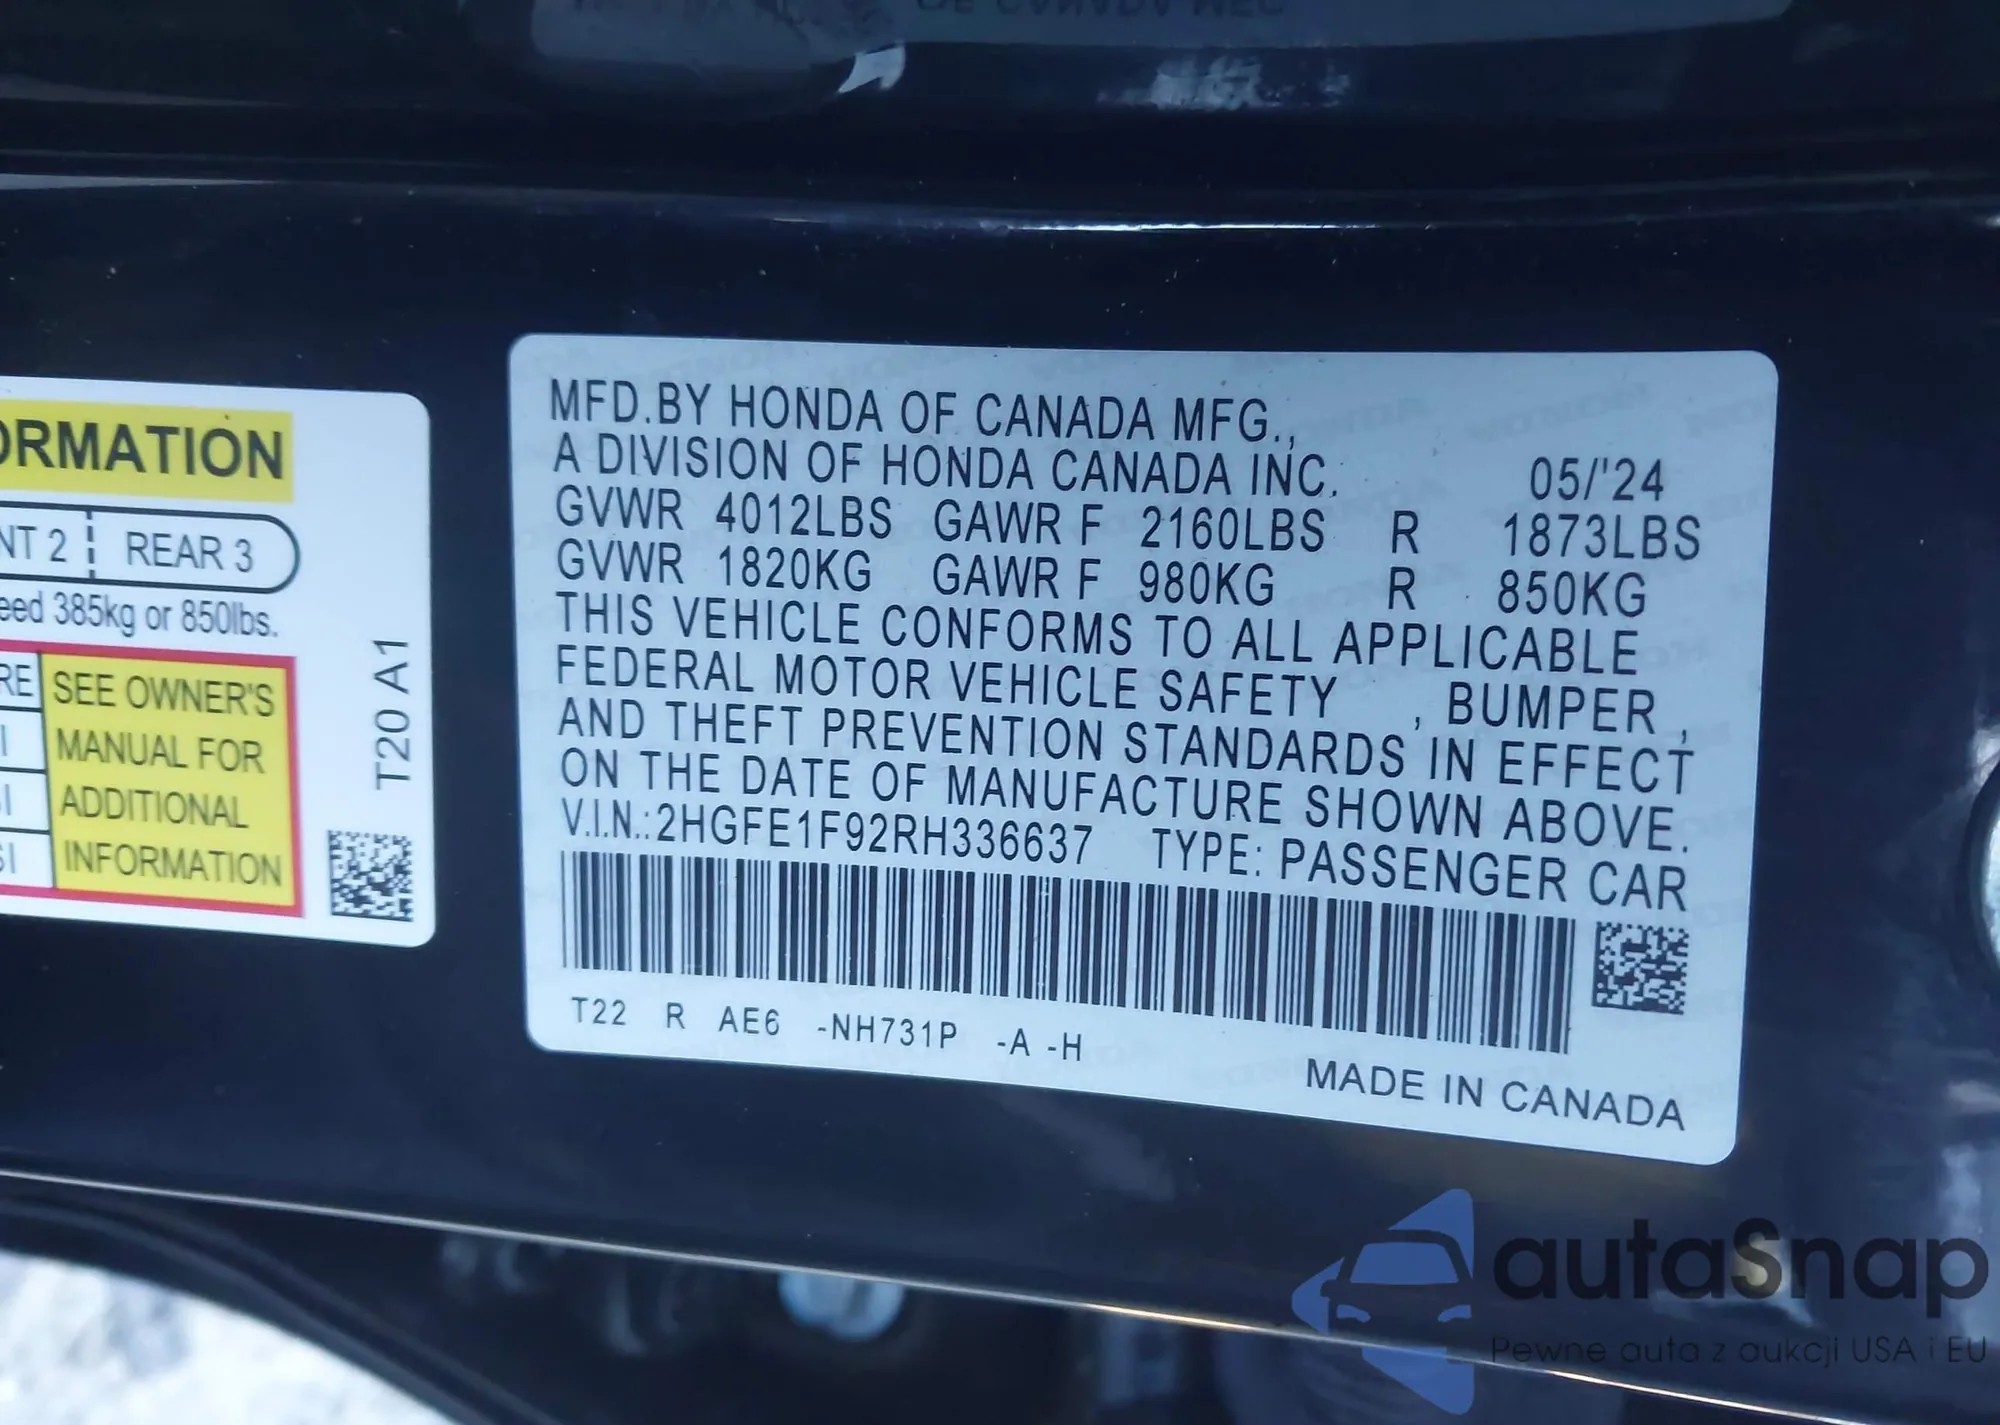 ORMATION
NT 2 REAR 3
eed 385kg or 850lbs.
RE
SEE OWNER'S
MANUAL FOR
ADDITIONAL
INFORMATION
T20 A1
MFD.BY HONDA OF CANADA MFG.,
A DIVISION OF HONDA CANADA INC. 05/'24
GVWR 4012LBS GAWR F 2160LBS R 1873LBS
GVWR 1820KG GAWR F 980KG R 850KG
THIS VEHICLE CONFORMS TO ALL APPLICABLE
FEDERAL MOTOR VEHICLE SAFETY , BUMPER ,
AND THEFT PREVENTION STANDARDS IN EFFECT
ON THE DATE OF MANUFACTURE SHOWN ABOVE.
V.I.N.:2HGFE1F92RH336637 TYPE: PASSENGER CAR
T22 R AE6 -NH731P -A -H
MADE IN CANADA
autaSnap
Pewne auta z aukcji USA i EU